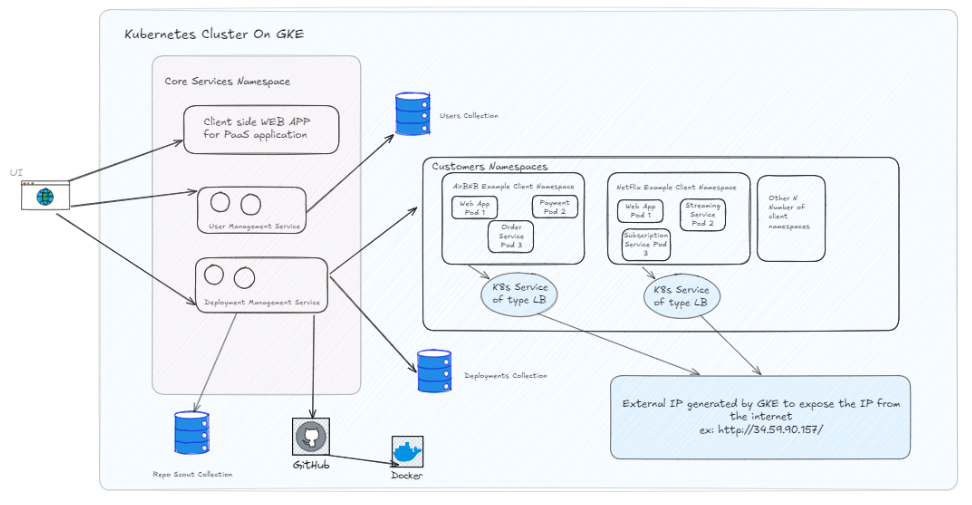 Kubernetes Cluster On GKE
Core Services Namespace
Client side WEB APP
for PaaS application
UI
User Management Service
Deployment Management Service
Users Collection
Customers Namespaces
AirBNB Example Client Namespace
Web App
Pod 1
Payment
Pod 2
Order
Service
Pod 3
Netflix Example Client Namespace
Web App
Pod 1
Streaming
Service
Pod 2
Subscription
Service Pod
3
Other N
Number of
client
namespaces
K8s Service
of type LB
K8s Service
of type LB
Deployments Collection
External IP generated by GKE to expose the IP from
the internet
ex: http://34.59.90.157/
Repo Scout Collection
GitHub
Docker